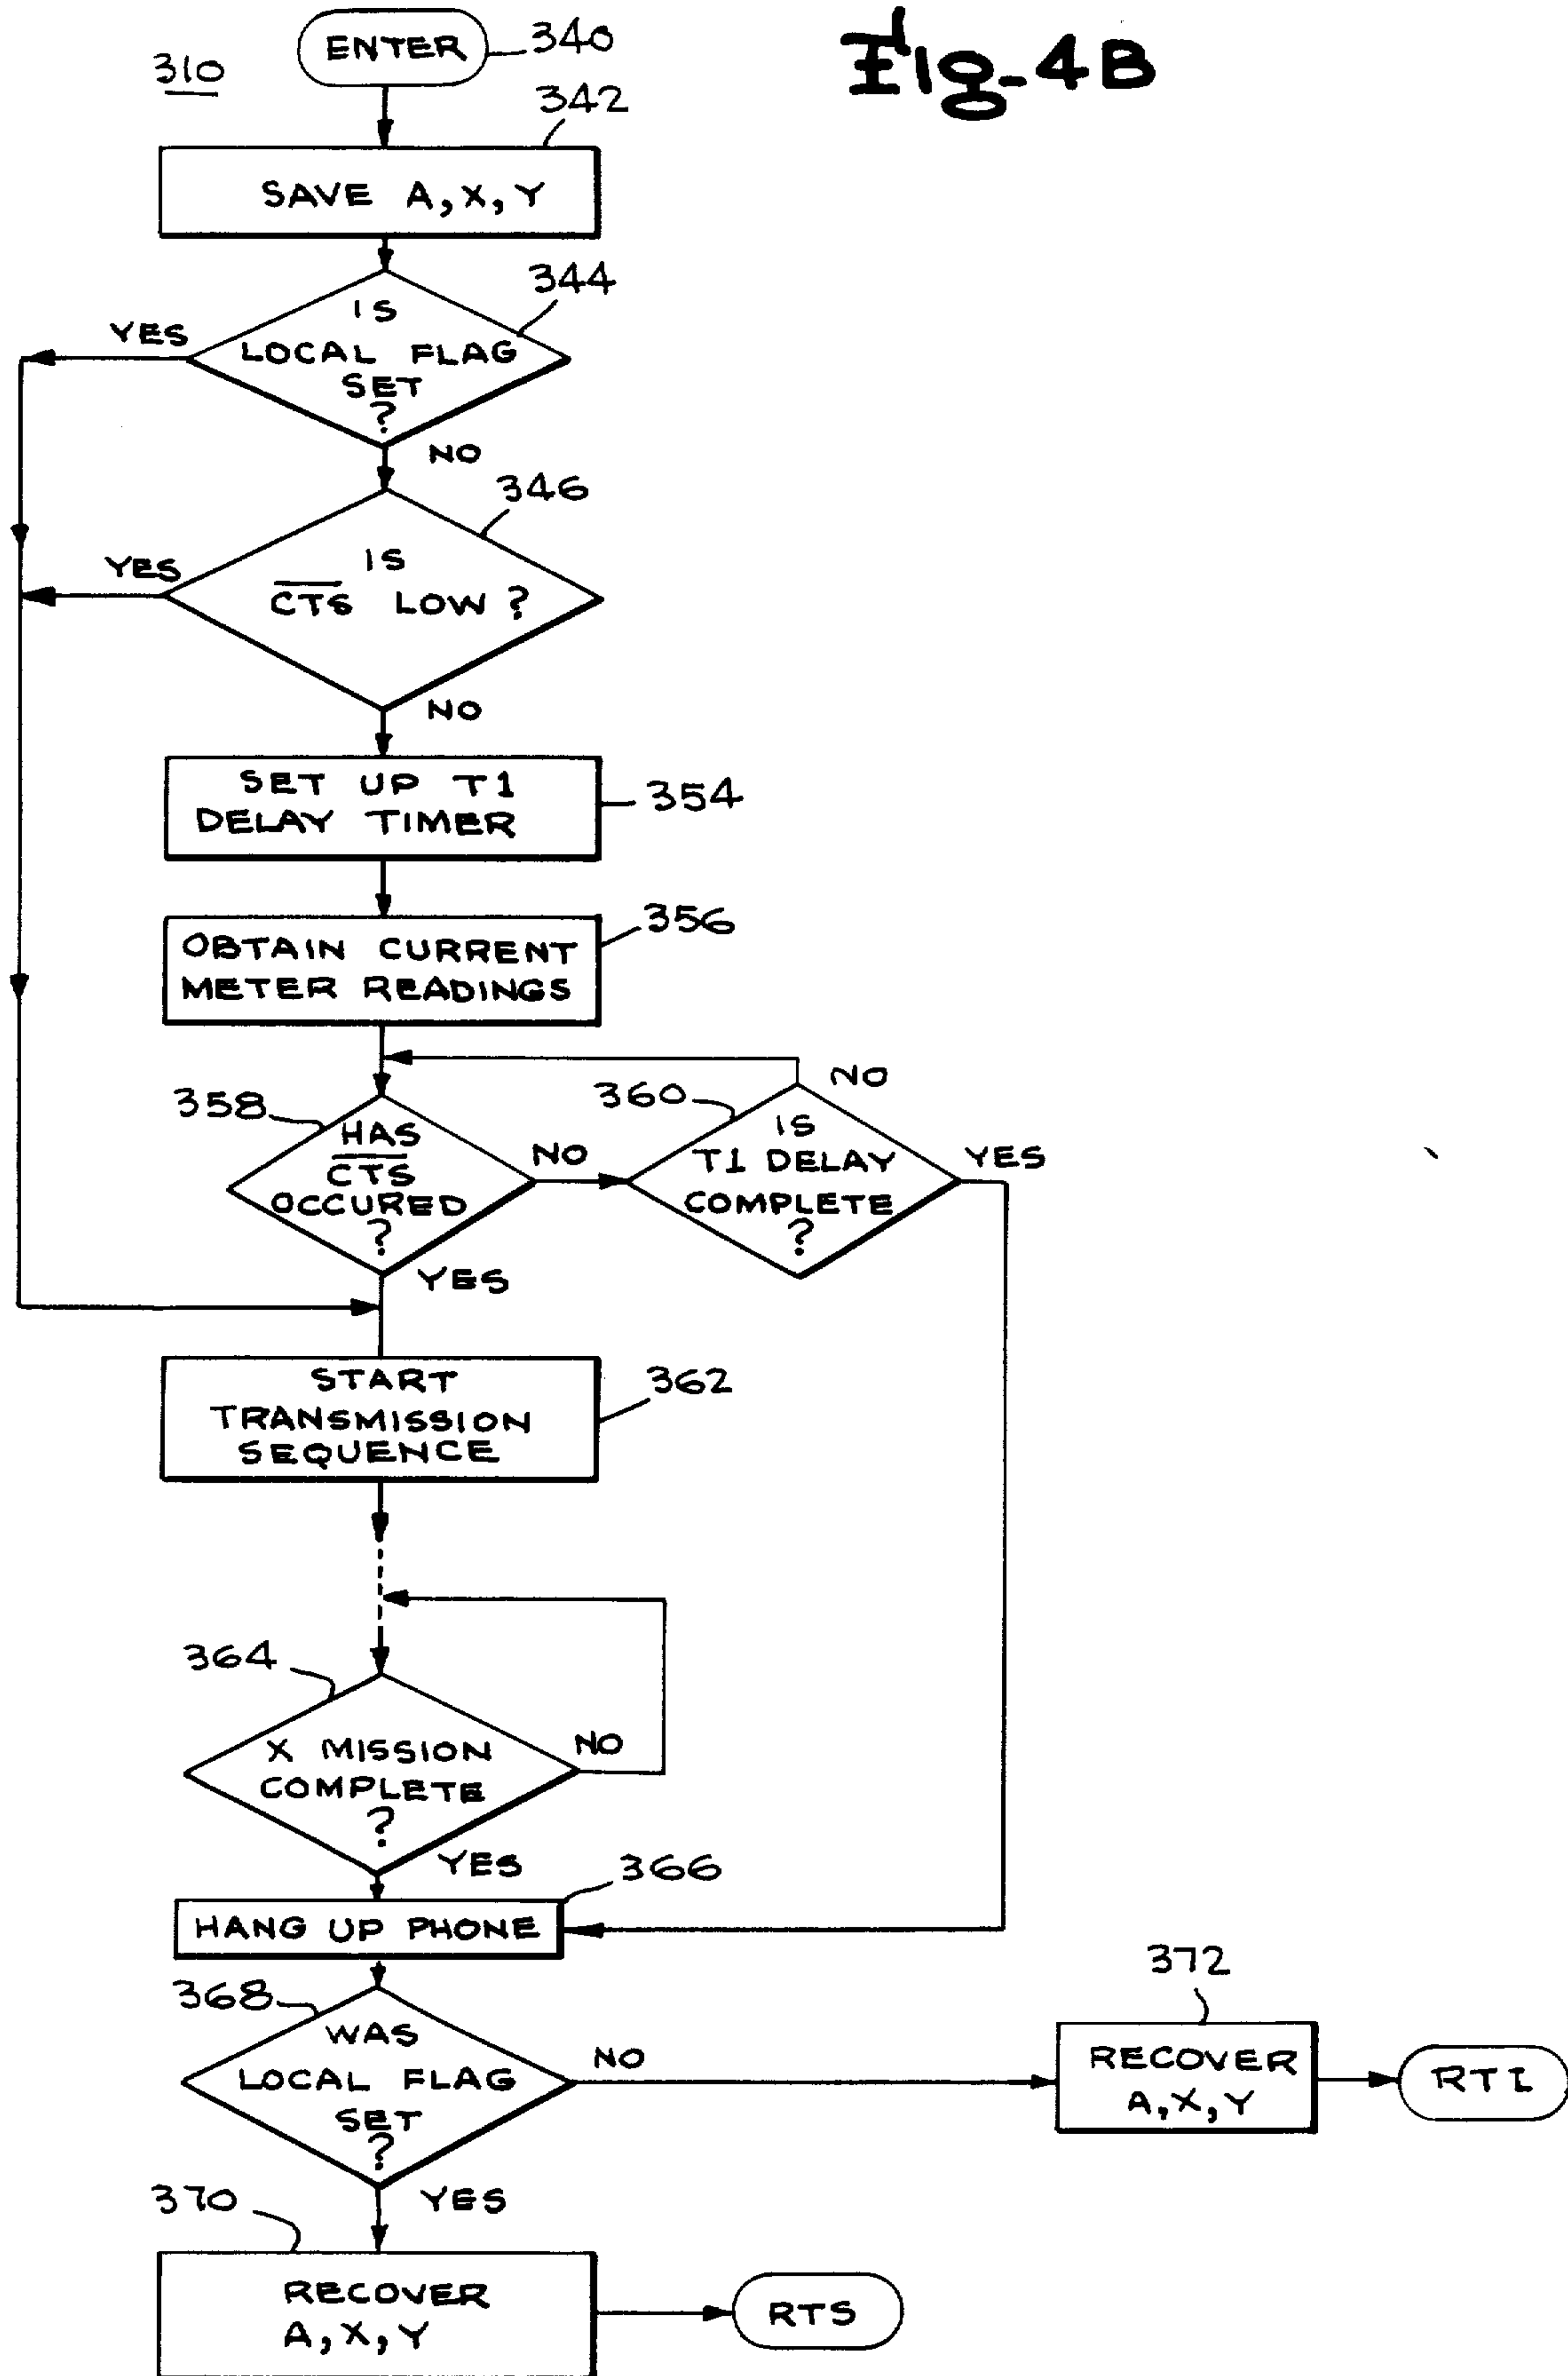 Fig-4B
310
ENTER
340
342
SAVE A, X, Y
344
IS
LOCAL FLAG
SET
?
YES
NO
346
IS
C̅T̅S̅ LOW ?
YES
NO
SET UP T1
DELAY TIMER
354
OBTAIN CURRENT
METER READINGS
356
358
HAS
C̅T̅S̅
OCCURED
?
NO
YES
360
IS
T1 DELAY
COMPLETE
?
NO
YES
START
TRANSMISSION
SEQUENCE
362
364
X MISSION
COMPLETE
?
NO
YES
366
HANG UP PHONE
368
WAS
LOCAL FLAG
SET
?
NO
YES
372
RECOVER
A, X, Y
RTI
370
RECOVER
A, X, Y
RTS